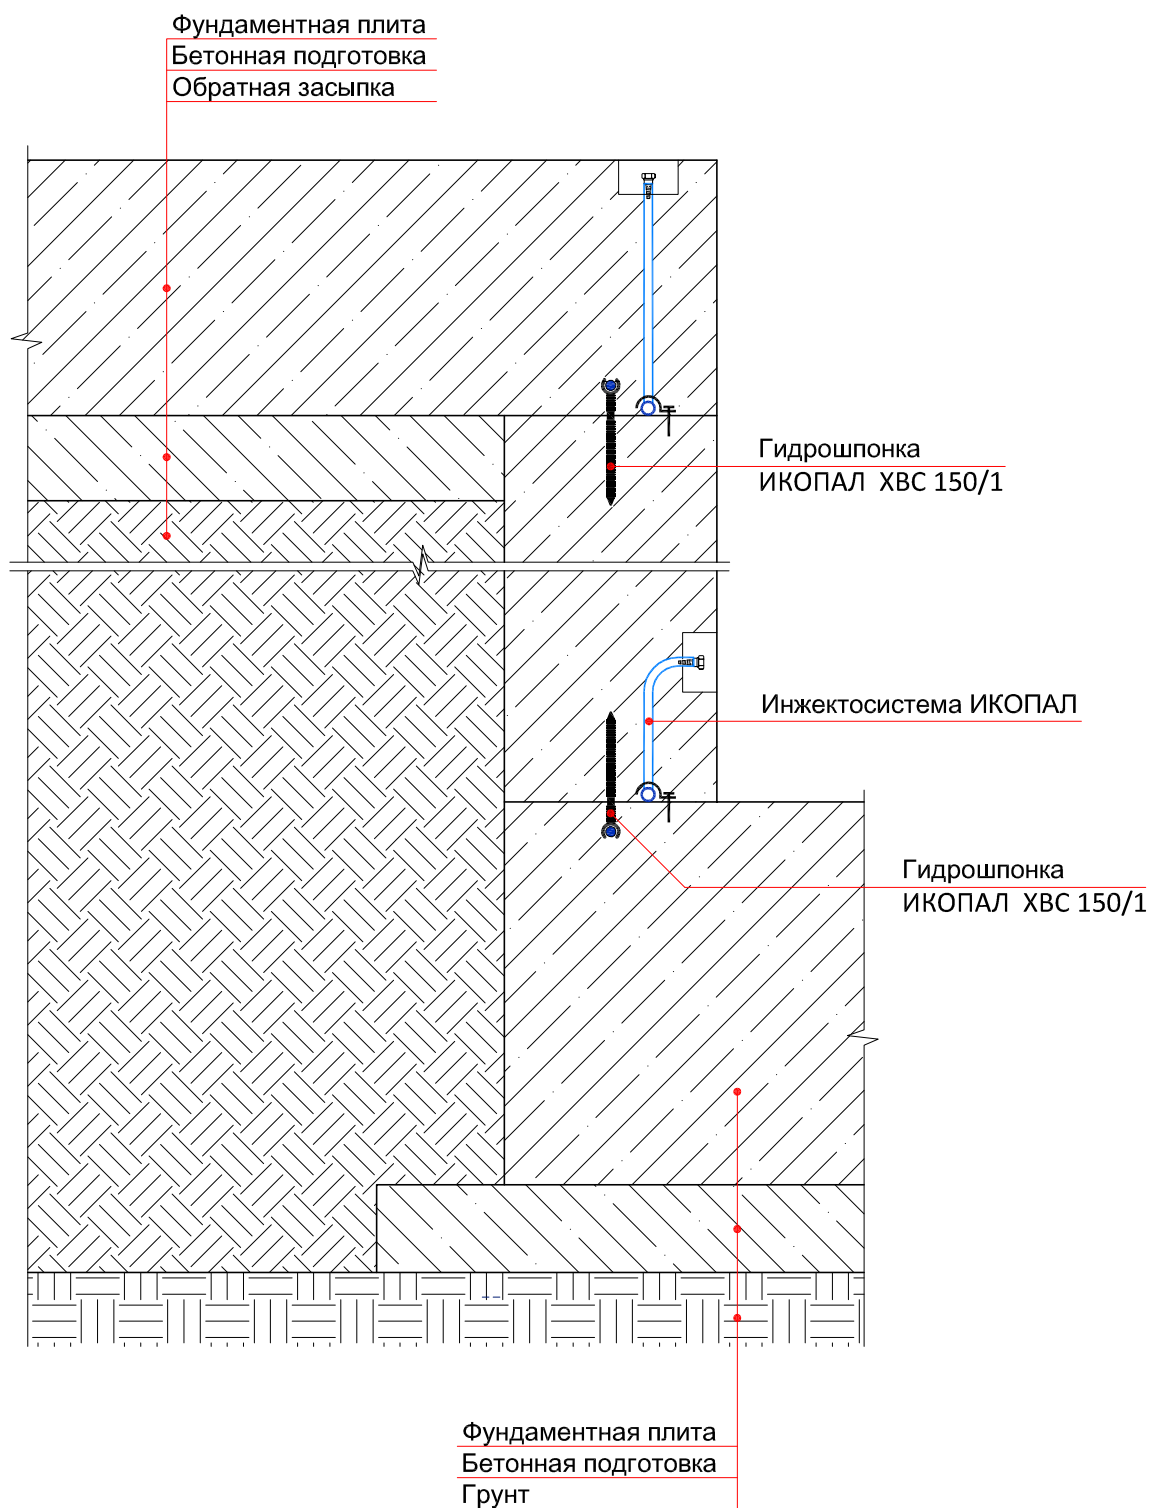 Фундаментная плита
Бетонная подготовка
Обратная засыпка
Гидрошпонка
ИКОПАЛ ХВС 150/1
Инжектосистема ИКОПАЛ
Гидрошпонка
ИКОПАЛ ХВС 150/1
Фундаментная плита
Бетонная подготовка
Грунт